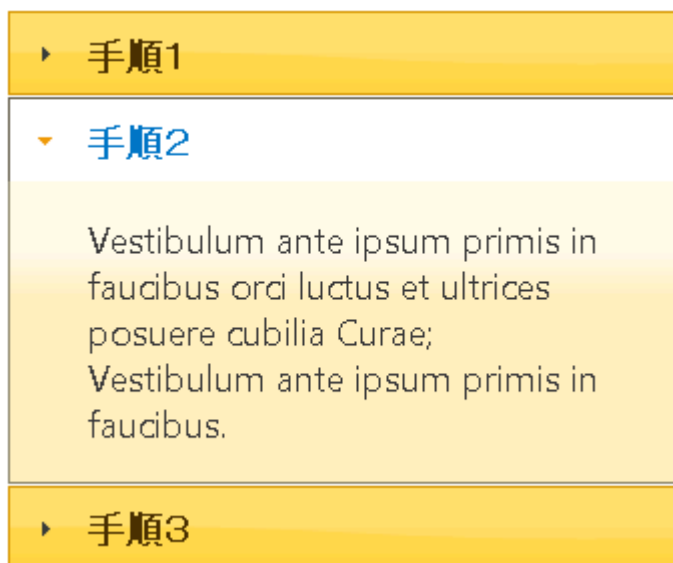 手順1
手順2
Vestibulum ante ipsum primis in
faucibus orci luctus et ultrices
posuere cubilia Curae;
Vestibulum ante ipsum primis in
faucibus.
手順3